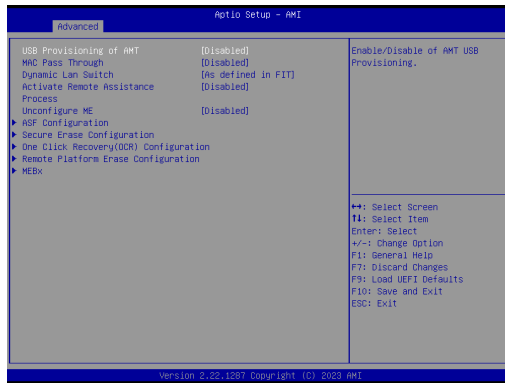 Aptio Setup - AMI
Advanced
USB Provisioning of AMT [Disabled]
MAC Pass Through [Disabled]
Dynamic Lan Switch [As defined in FIT]
Activate Remote Assistance [Disabled]
Process
Unconfigure ME [Disabled]
ASF Configuration
Secure Erase Configuration
One Click Recovery(OCR) Configuration
Remote Platform Erase Configuration
MEBx
Enable/Disable of AMT USB
Provisioning.
↔: Select Screen
↑↓: Select Item
Enter: Select
+/-: Change Option
F1: General Help
F7: Discard Changes
F9: Load UEFI Defaults
F10: Save and Exit
ESC: Exit
Version 2.22.1287 Copyright (C) 2023 AMI